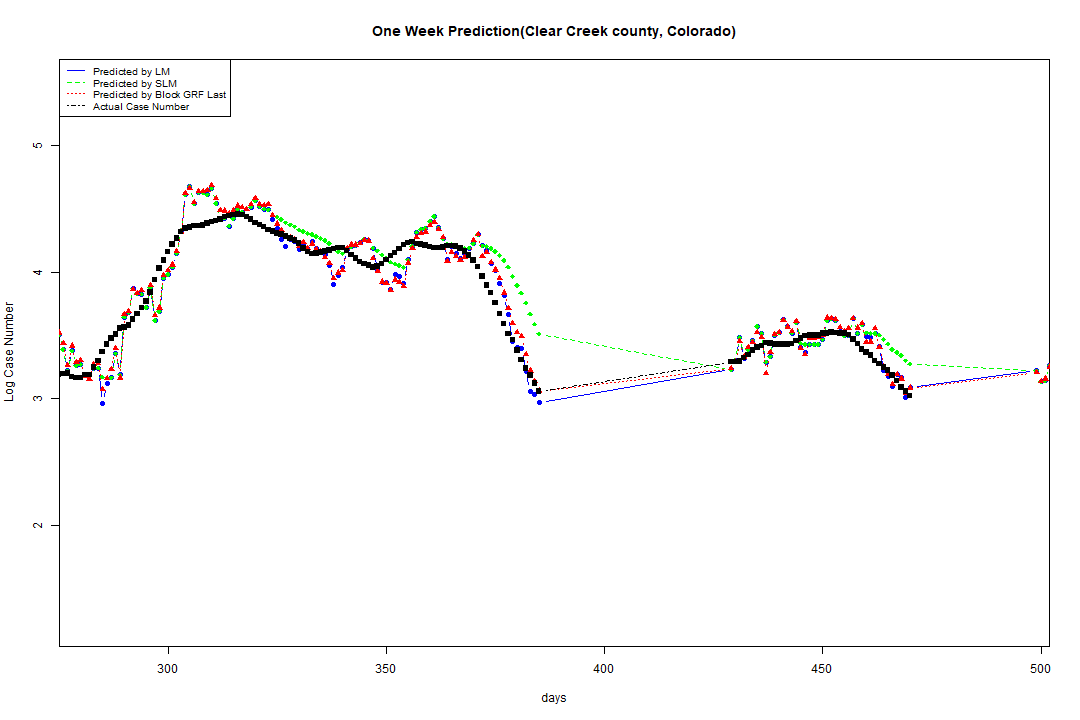 One Week Prediction(Clear Creek county, Colorado)
Predicted by LM
Predicted by SLM
Predicted by Block GRF Last
Actual Case Number
5
4
3
2
Log Case Number
300 350 400 450 500
days